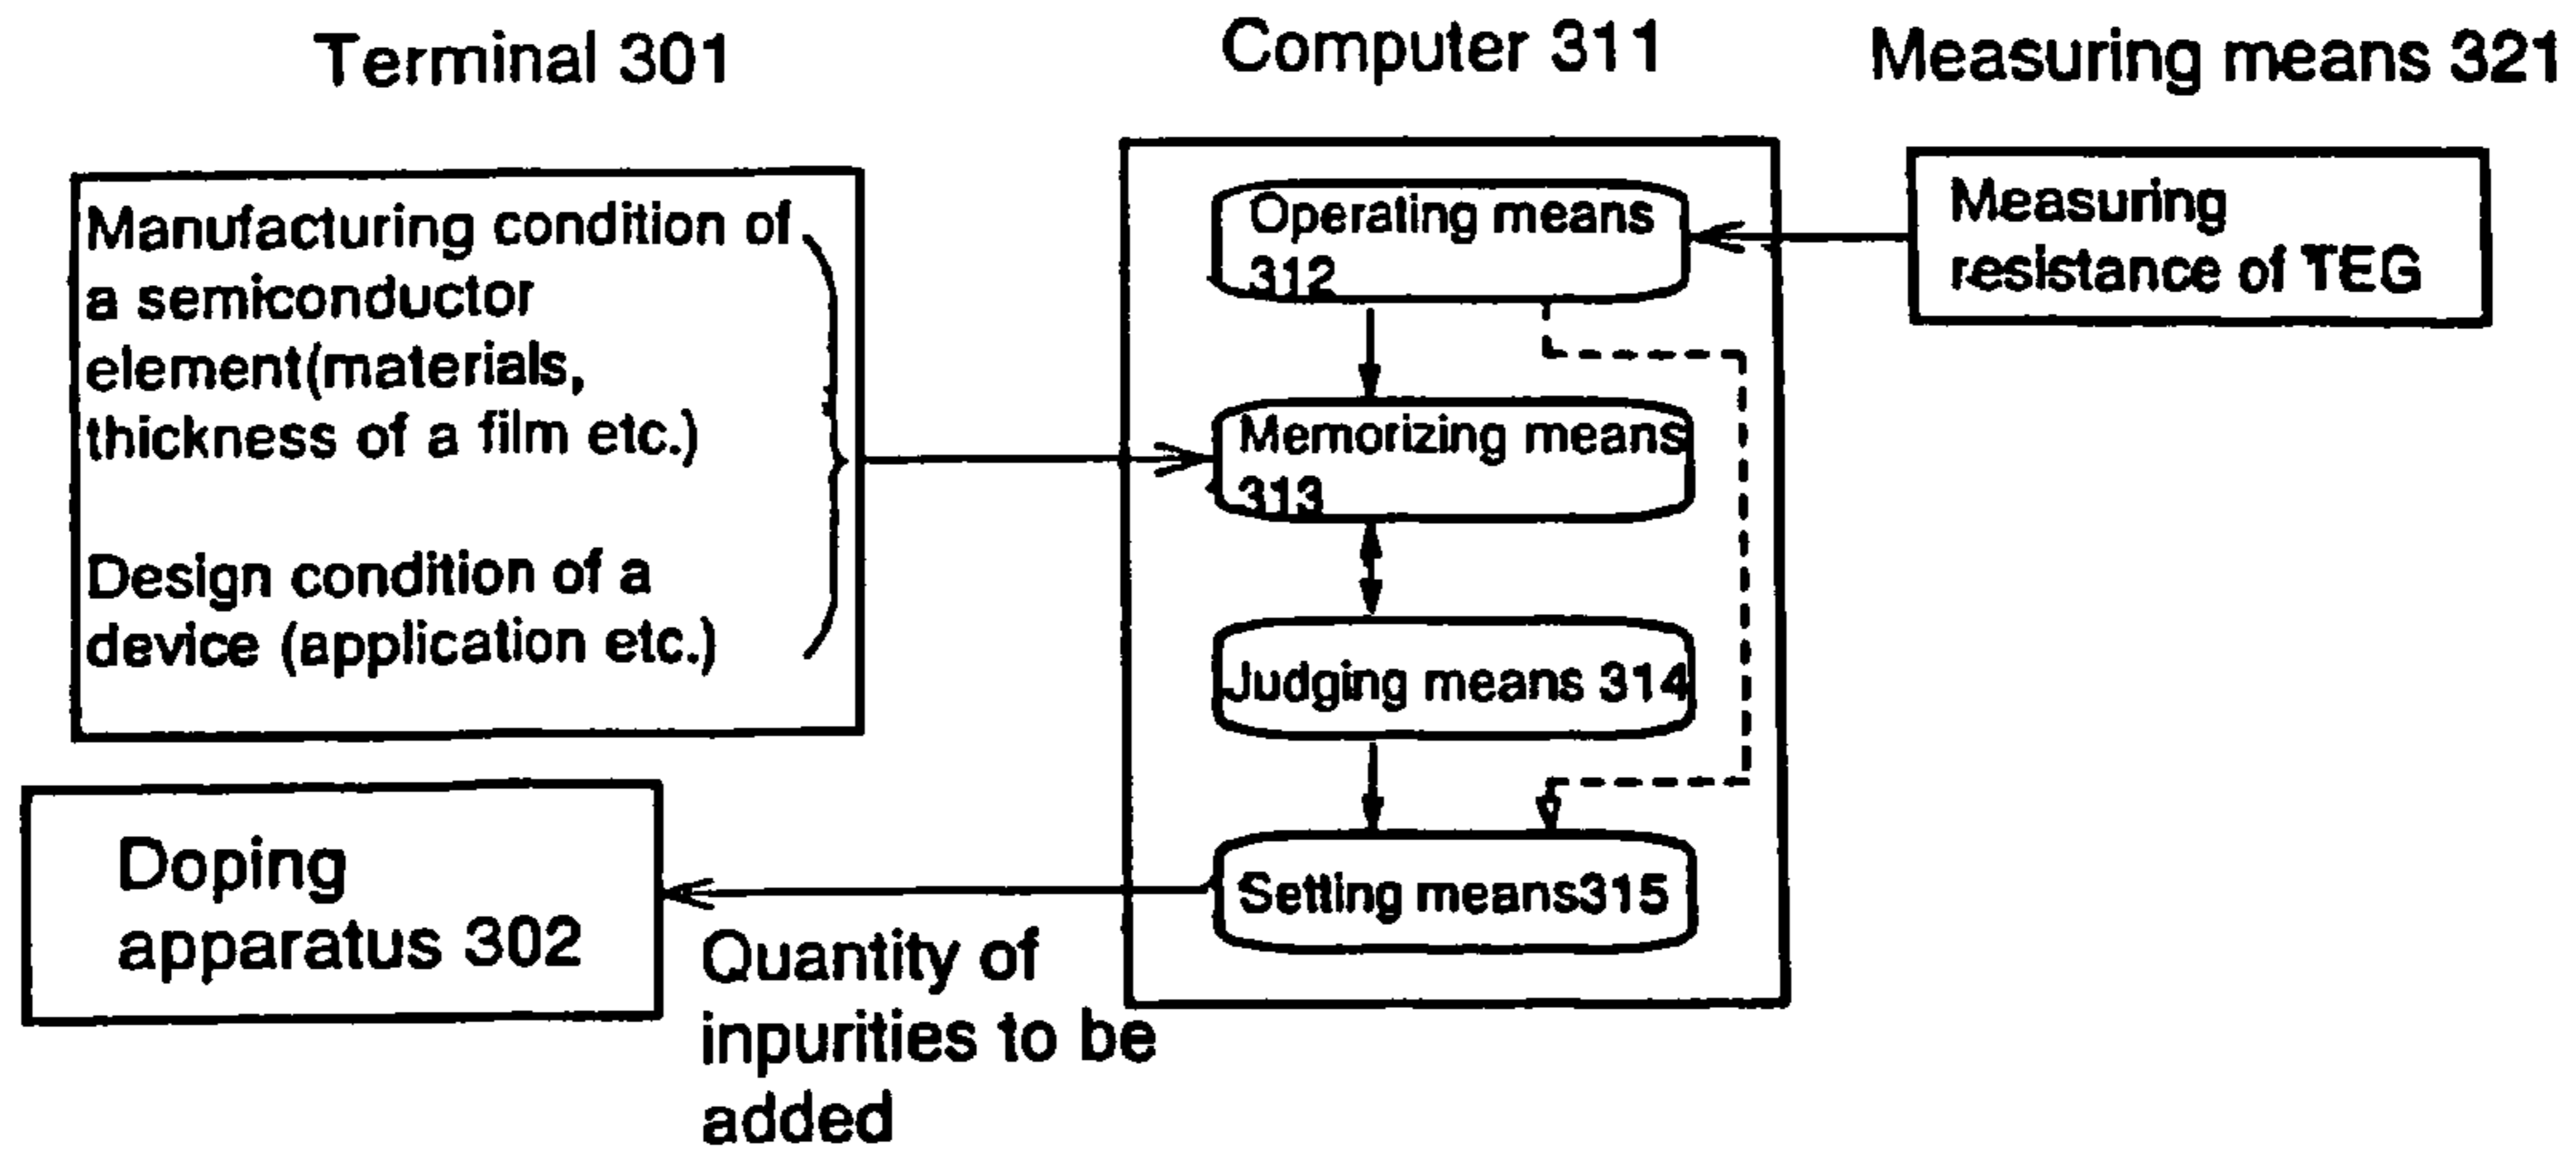 Terminal 301
Manufacturing condition of
a semiconductor
element(materials,
thickness of a film etc.)
Design condition of a
device (application etc.)
Doping
apparatus 302
Quantity of
inpurities to be
added
Computer 311
Operating means
312
Memorizing means
313
Judging means 314
Setting means315
Measuring means 321
Measuring
resistance of TEG